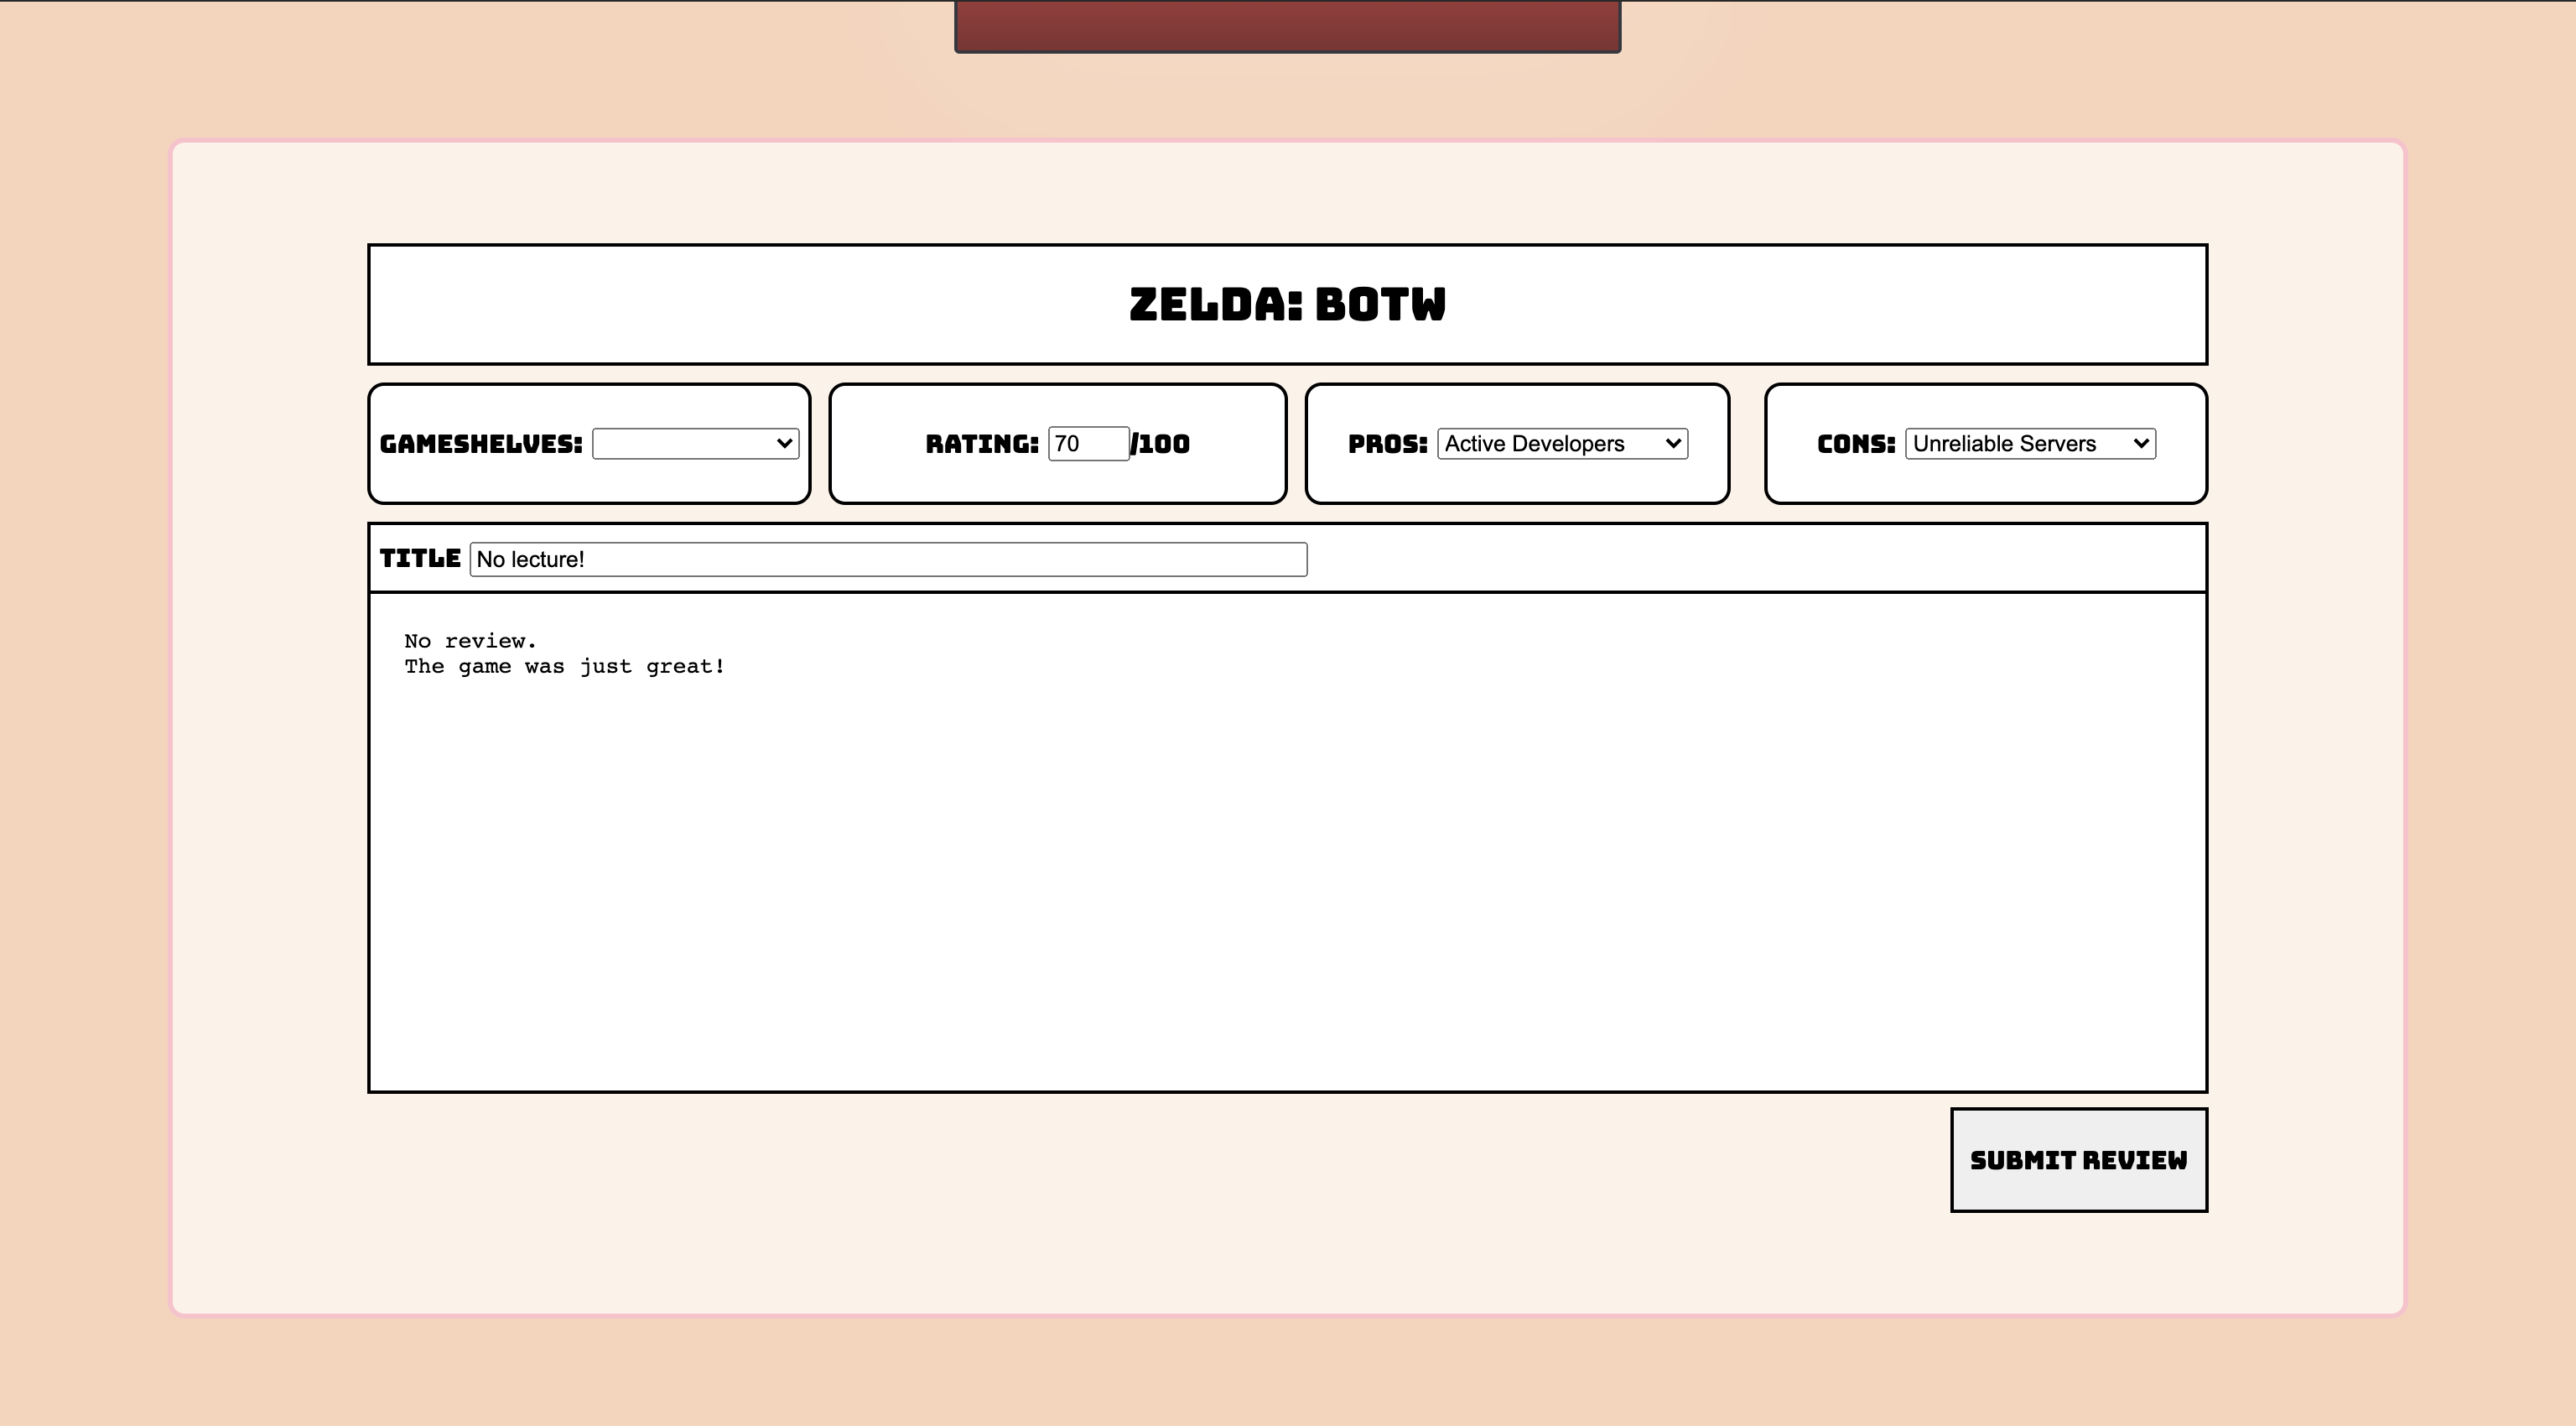 ZELDA: BOTW
GAMESHELVES:
RATING: 70/100
PROS: Active Developers
CONS: Unreliable Servers
TITLE No lecture!
No review.
The game was just great!
SUBMIT REVIEW